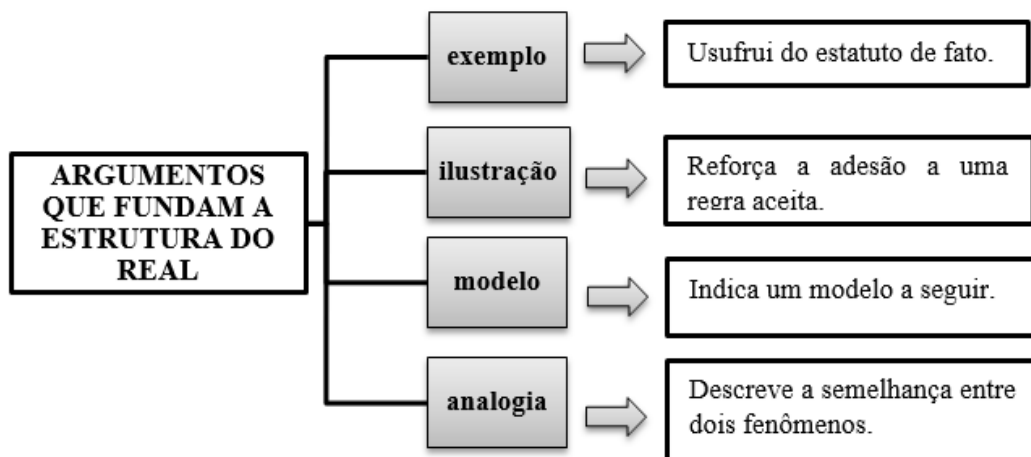 ARGUMENTOS
QUE FUNDAM A
ESTRUTURA DO
REAL
exemplo
Usufrui do estatuto de fato.
ilustração
Reforça a adesão a uma
regra aceita.
modelo
Indica um modelo a seguir.
analogia
Descreve a semelhança entre
dois fenômenos.